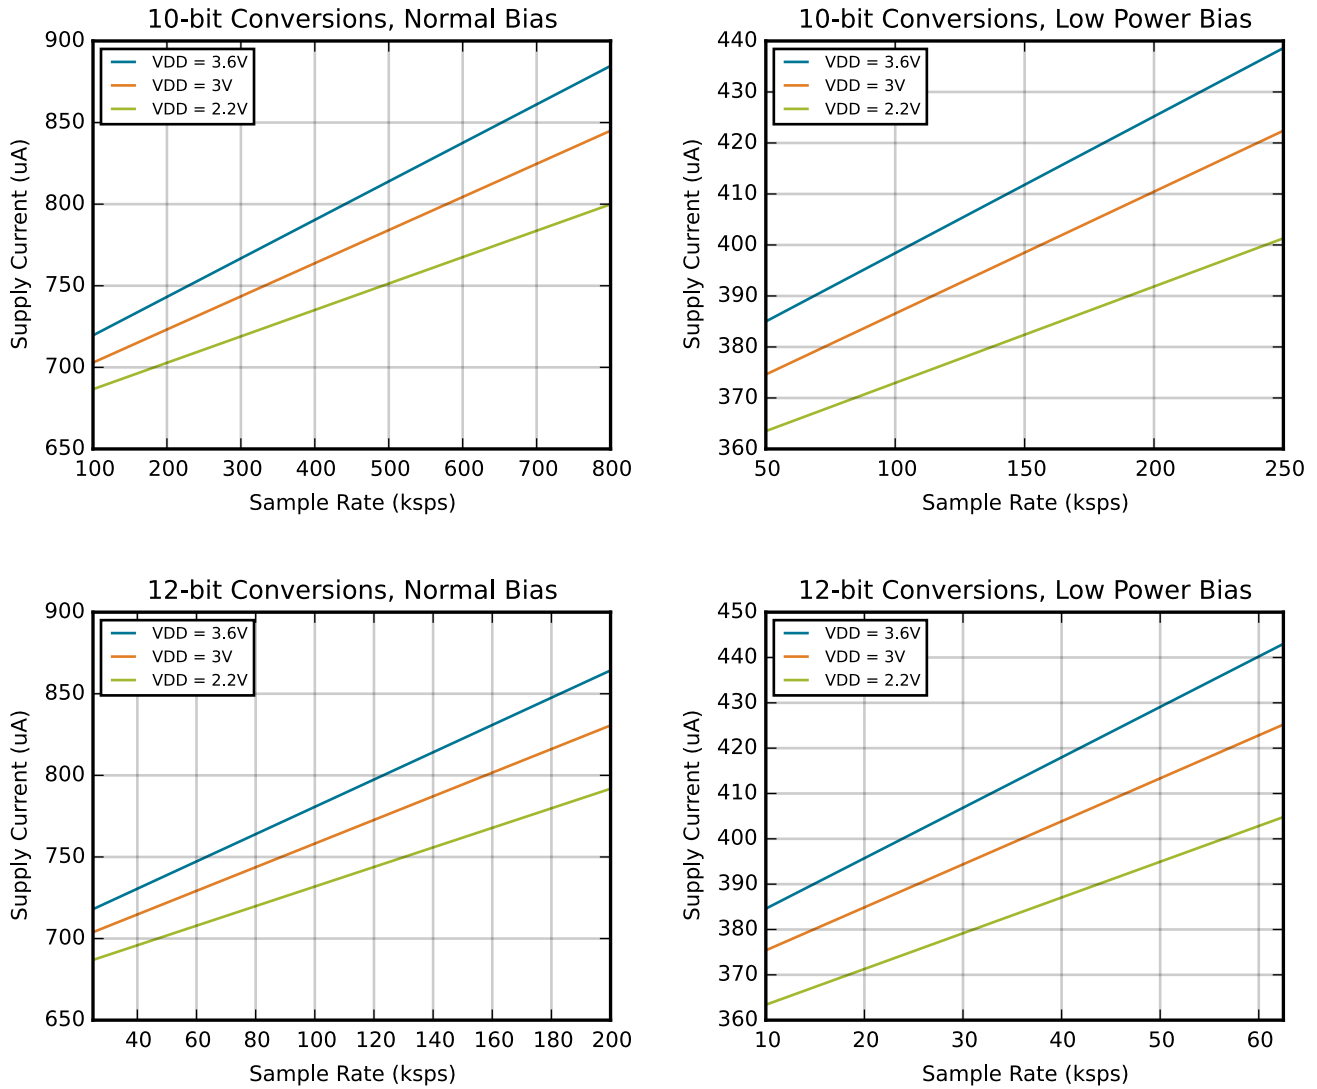 10-bit Conversions, Normal Bias
900
850
800
750
700
650
Supply Current (uA)
VDD = 3.6V
VDD = 3V
VDD = 2.2V
100 200 300 400 500 600 700 800
Sample Rate (ksps)
10-bit Conversions, Low Power Bias
440
430
420
410
400
390
380
370
360
Supply Current (uA)
VDD = 3.6V
VDD = 3V
VDD = 2.2V
50 100 150 200 250
Sample Rate (ksps)
12-bit Conversions, Normal Bias
900
850
800
750
700
650
Supply Current (uA)
VDD = 3.6V
VDD = 3V
VDD = 2.2V
40 60 80 100 120 140 160 180 200
Sample Rate (ksps)
12-bit Conversions, Low Power Bias
450
440
430
420
410
400
390
380
370
360
Supply Current (uA)
VDD = 3.6V
VDD = 3V
VDD = 2.2V
10 20 30 40 50 60
Sample Rate (ksps)